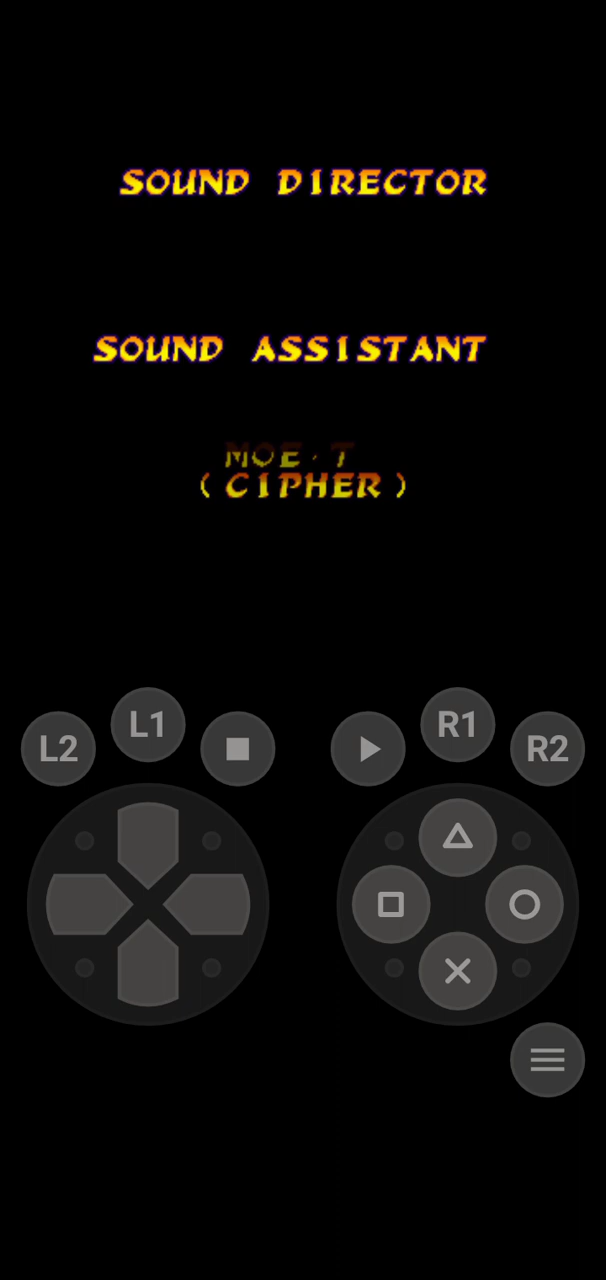 SOUND DIRECTOR
SOUND ASSISTANT
MOE.T
(CIPHER)
L2
L1
R1
R2